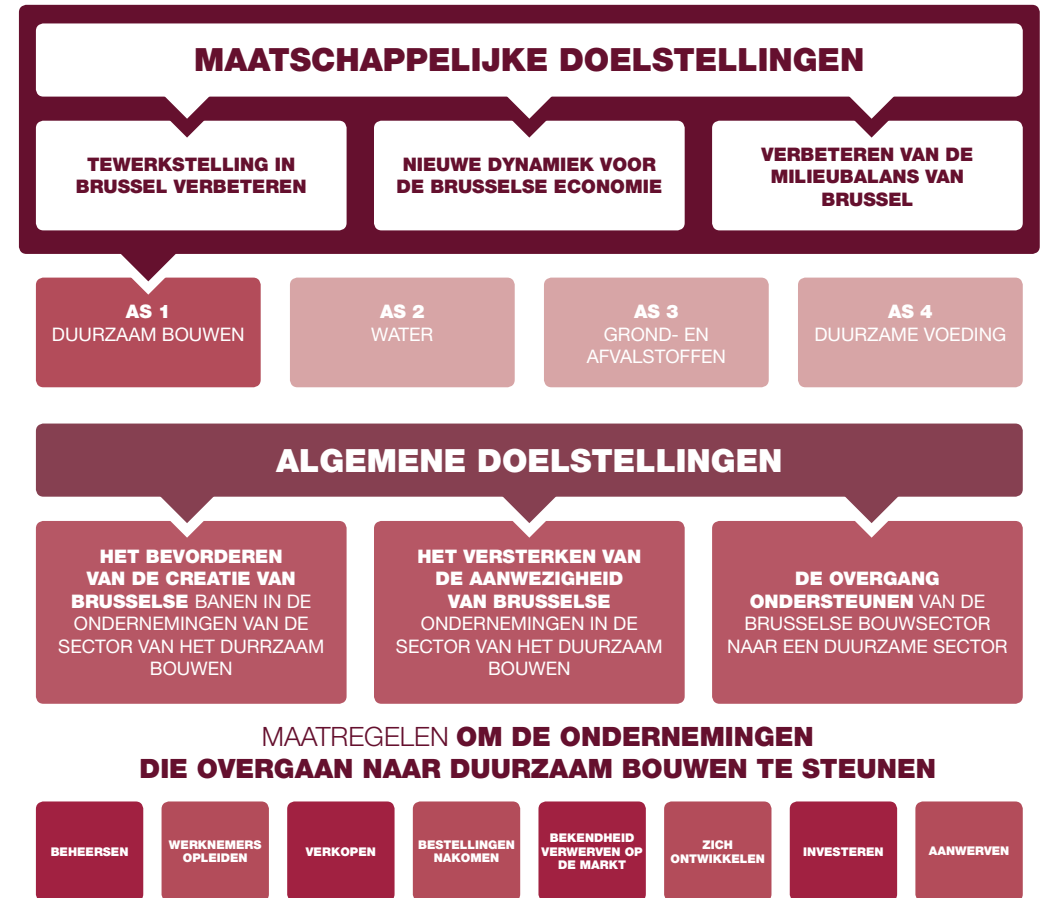 MAATSCHAPPELIJKE DOELSTELLINGEN
TEWERKSTELLING IN
BRUSSEL VERBETEREN
NIEUWE DYNAMIEK VOOR
DE BRUSSELSE ECONOMIE
VERBETEREN VAN DE
MILIEUBALANS VAN
BRUSSEL
AS 1
DUURZAAM BOUWEN
AS 2
WATER
AS 3
GROND- EN
AFVALSTOFFEN
AS 4
DUURZAME VOEDING
ALGEMENE DOELSTELLINGEN
HET BEVORDEREN
VAN DE CREATIE VAN
BRUSSELSE BANEN IN DE
ONDERNEMINGEN VAN DE
SECTOR VAN HET DURRZAAM
BOUWEN
HET VERSTERKEN VAN
DE AANWEZIGHEID
VAN BRUSSELSE
ONDERNEMINGEN IN DE
SECTOR VAN HET DUURZAAM
BOUWEN
DE OVERGANG
ONDERSTEUNEN VAN DE
BRUSSELSE BOUWSECTOR
NAAR EEN DUURZAME SECTOR
MAATREGELEN OM DE ONDERNEMINGEN
DIE OVERGAAN NAAR DUURZAAM BOUWEN TE STEUNEN
BEHEERSEN
WERKNEMERS
OPLEIDEN
VERKOPEN
BESTELLINGEN
NAKOMEN
BEKENDHEID
VERWERVEN OP
DE MARKT
ZICH
ONTWIKKELEN
INVESTEREN
AANWERVEN